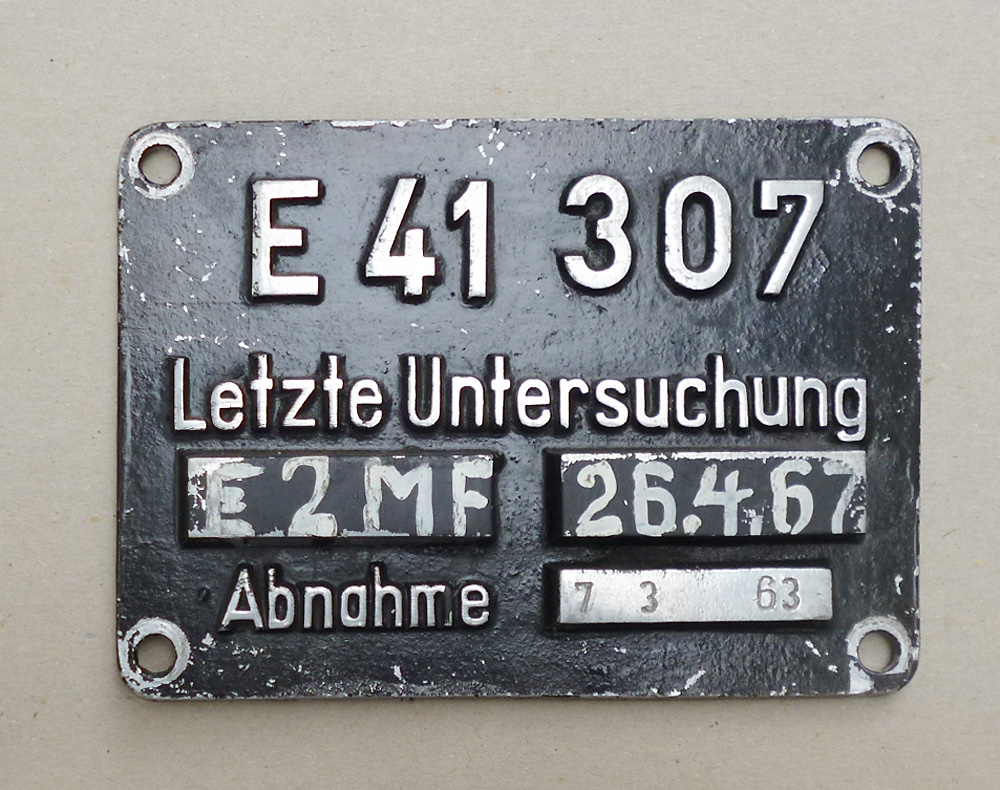 E 41 307
Letzte Untersuchung
E 2 MF 26.4.67
Abnahme 7 3 63